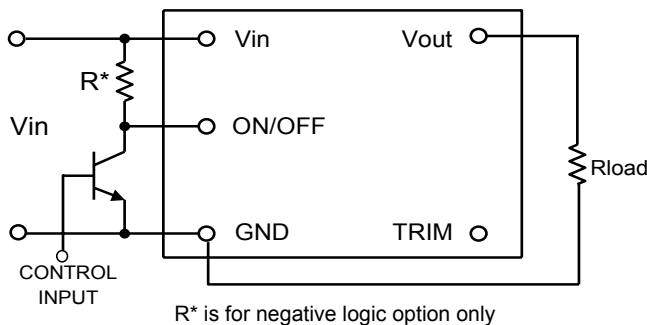 Vin
Vout
R*
Vin
ON/OFF
Rload
GND
TRIM
CONTROL
INPUT
R* is for negative logic option only